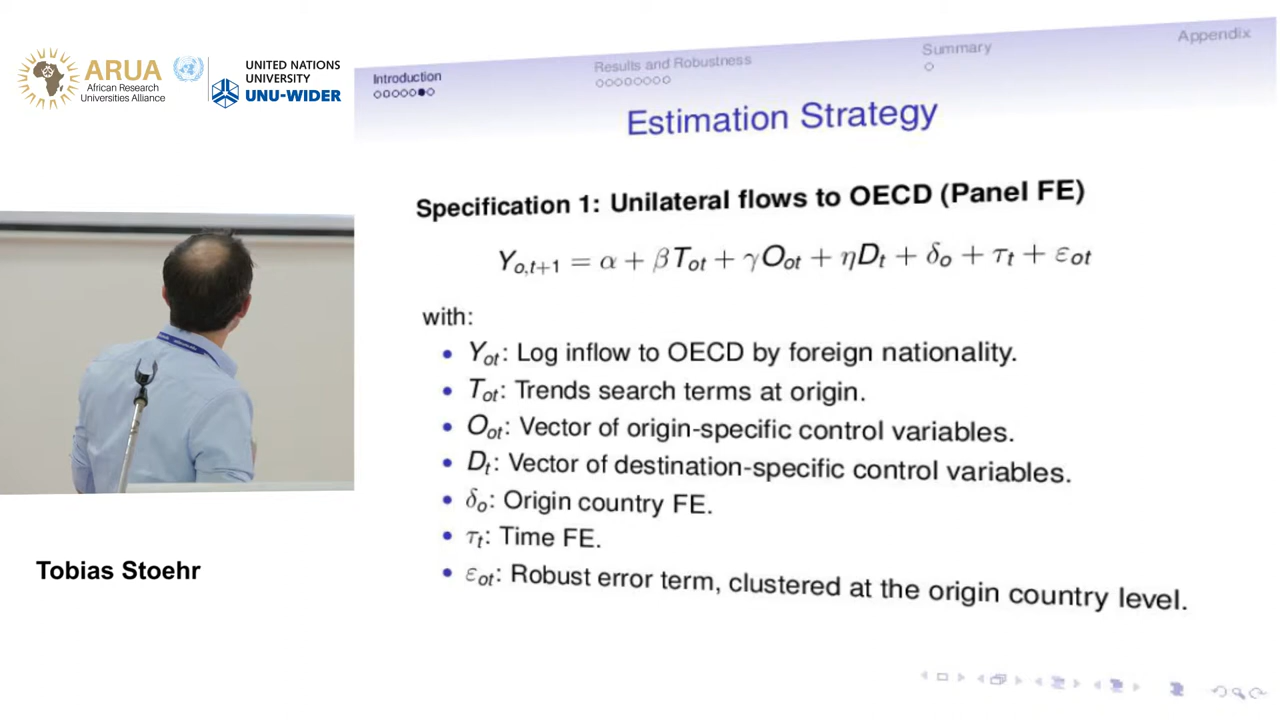 ARUA
African Research
Universities Alliance
UNITED NATIONS
UNIVERSITY
UNU-WIDER
Introduction
Results and Robustness
Summary
Appendix
Estimation Strategy
Specification 1: Unilateral flows to OECD (Panel FE)
Y_{o,t+1} = α + βT_{ot} + γO_{ot} + ηD_t + δ_o + τ_t + ε_{ot}
with:
• Y_{ot}: Log inflow to OECD by foreign nationality.
• T_{ot}: Trends search terms at origin.
• O_{ot}: Vector of origin-specific control variables.
• D_t: Vector of destination-specific control variables.
• δ_o: Origin country FE.
• τ_t: Time FE.
• ε_{ot}: Robust error term, clustered at the origin country level.
Tobias Stoehr